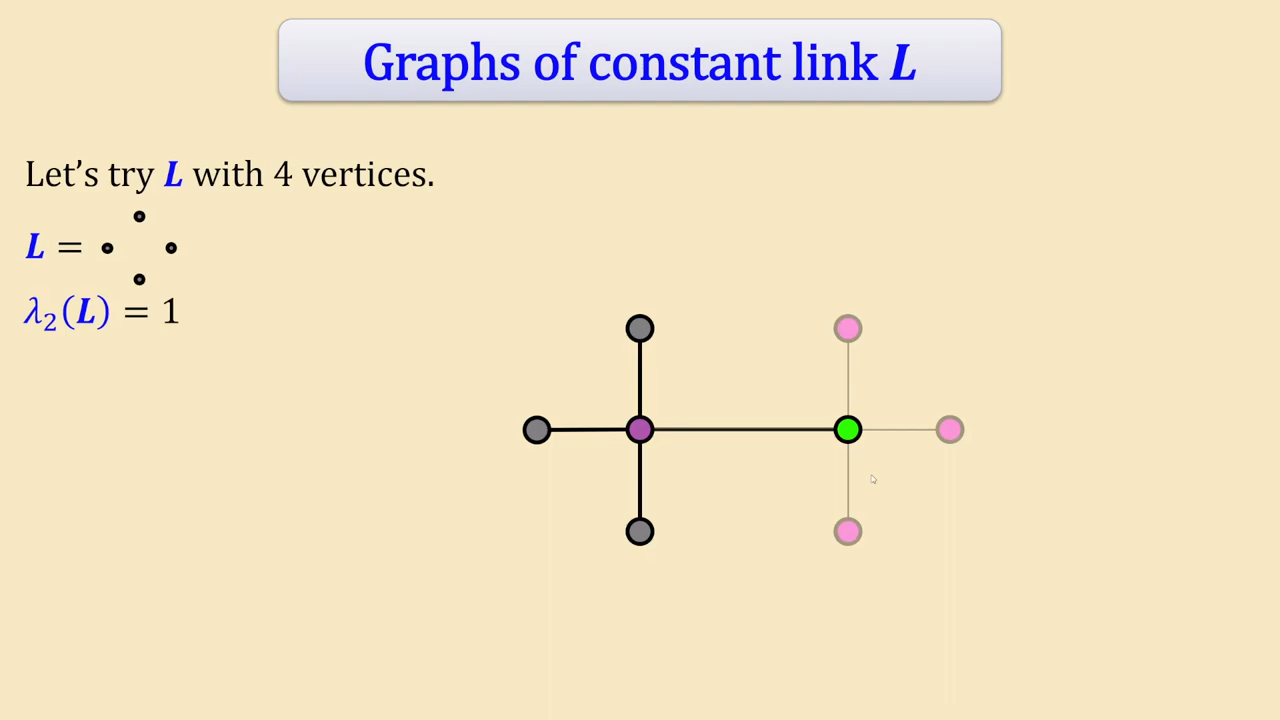 Graphs of constant link L
Let's try L with 4 vertices.
L =
λ₂(L) = 1